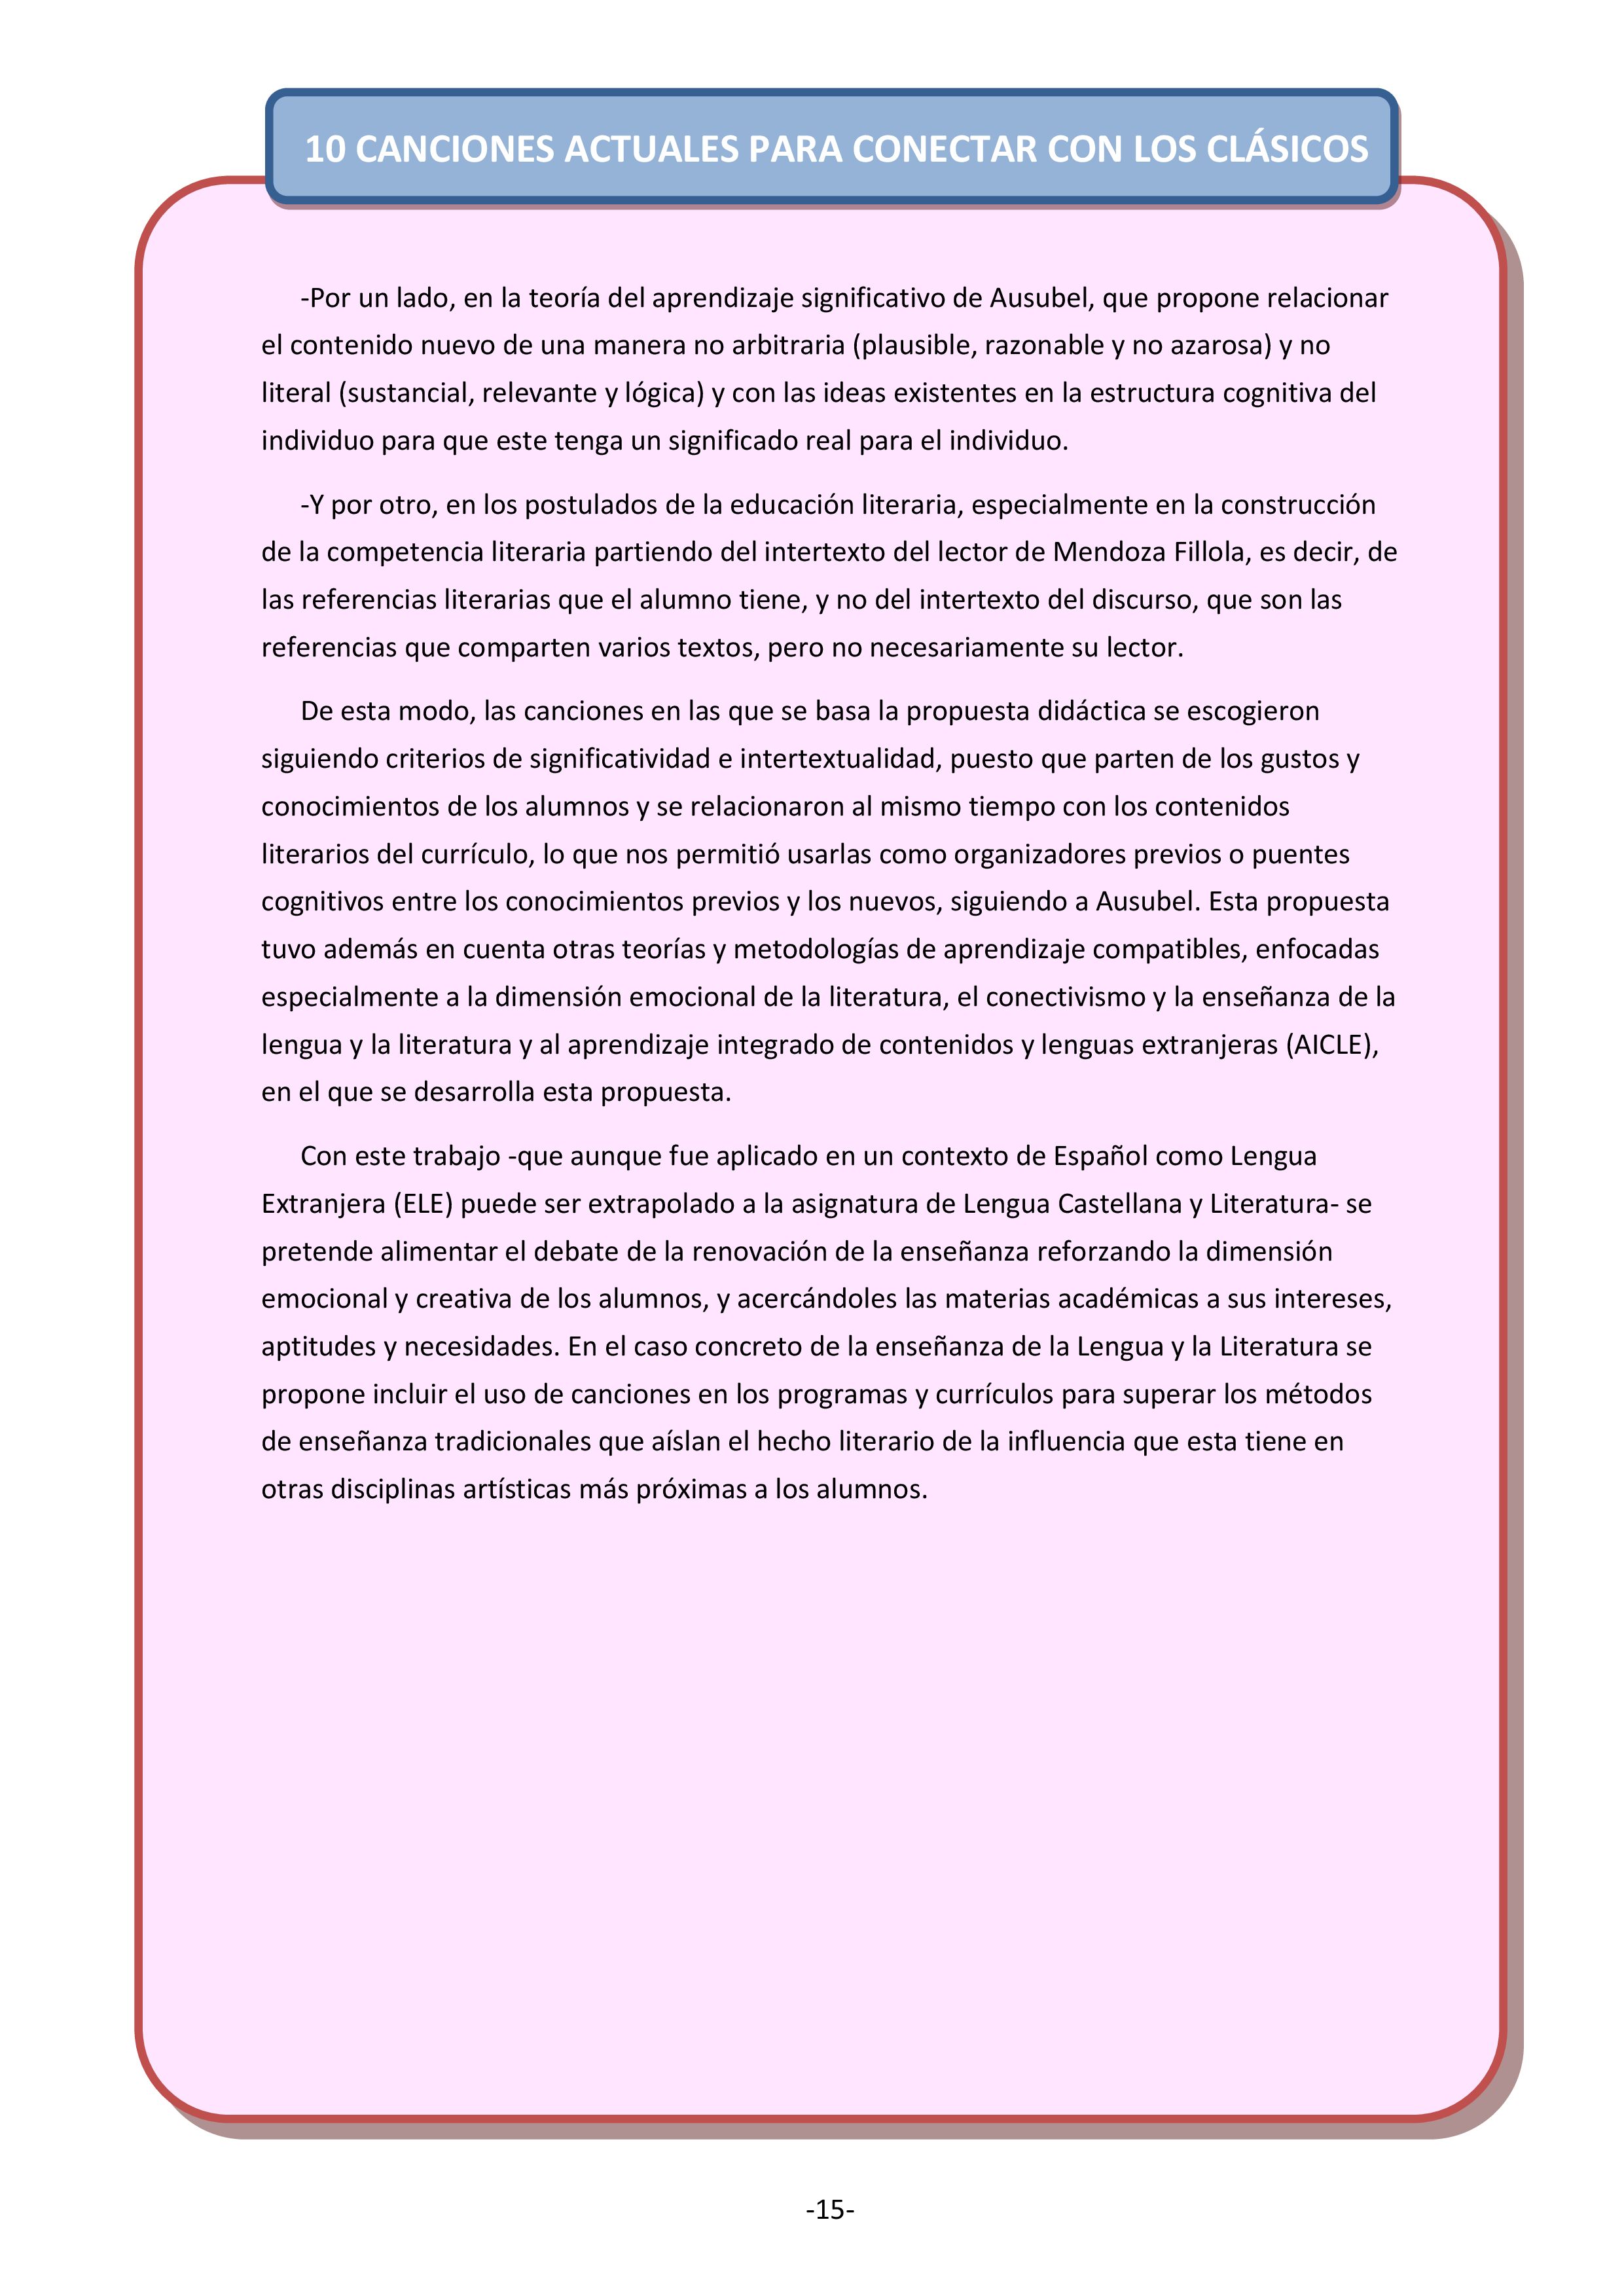 10 CANCIONES ACTUALES PARA CONECTAR CON LOS CLÁSICOS
-Por un lado, en la teoría del aprendizaje significativo de Ausubel, que propone relacionar
el contenido nuevo de una manera no arbitraria (plausible, razonable y no azarosa) y no
literal (sustancial, relevante y lógica) y con las ideas existentes en la estructura cognitiva del
individuo para que este tenga un significado real para el individuo.
-Y por otro, en los postulados de la educación literaria, especialmente en la construcción
de la competencia literaria partiendo del intertexto del lector de Mendoza Fillola, es decir, de
las referencias literarias que el alumno tiene, y no del intertexto del discurso, que son las
referencias que comparten varios textos, pero no necesariamente su lector.
De esta modo, las canciones en las que se basa la propuesta didáctica se escogieron
siguiendo criterios de significatividad e intertextualidad, puesto que parten de los gustos y
conocimientos de los alumnos y se relacionaron al mismo tiempo con los contenidos
literarios del currículo, lo que nos permitió usarlas como organizadores previos o puentes
cognitivos entre los conocimientos previos y los nuevos, siguiendo a Ausubel. Esta propuesta
tuvo además en cuenta otras teorías y metodologías de aprendizaje compatibles, enfocadas
especialmente a la dimensión emocional de la literatura, el conectivismo y la enseñanza de la
lengua y la literatura y al aprendizaje integrado de contenidos y lenguas extranjeras (AICLE),
en el que se desarrolla esta propuesta.
Con este trabajo -que aunque fue aplicado en un contexto de Español como Lengua
Extranjera (ELE) puede ser extrapolado a la asignatura de Lengua Castellana y Literatura- se
pretende alimentar el debate de la renovación de la enseñanza reforzando la dimensión
emocional y creativa de los alumnos, y acercándoles las materias académicas a sus intereses,
aptitudes y necesidades. En el caso concreto de la enseñanza de la Lengua y la Literatura se
propone incluir el uso de canciones en los programas y currículos para superar los métodos
de enseñanza tradicionales que aíslan el hecho literario de la influencia que esta tiene en
otras disciplinas artísticas más próximas a los alumnos.
-15-